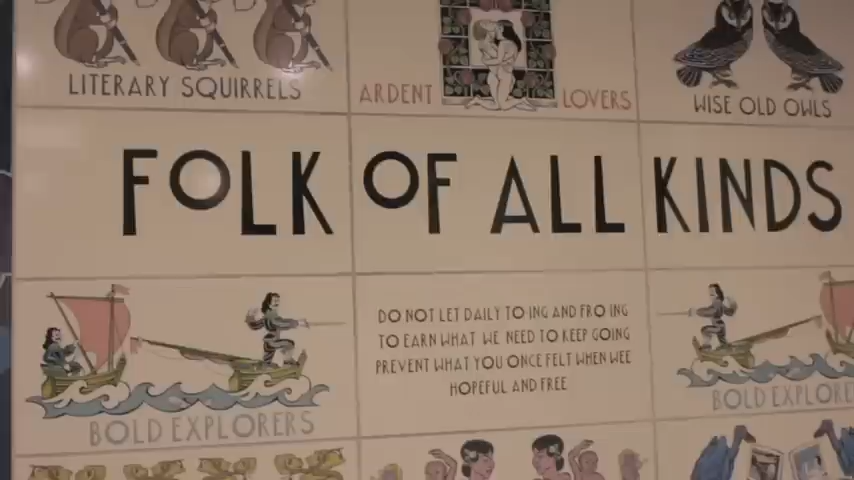 LITERARY SQUIRRELS
ARDENT LOVERS
WISE OLD OWLS
FOLK OF ALL KINDS
DO NOT LET DAILY TO ING AND FRO ING
TO EARN WHAT WE NEED TO KEEP GOING
PREVENT WHAT YOU ONCE FELT WHEN WEE
HOPEFUL AND FREE
BOLD EXPLORERS
BOLD EXPLORE